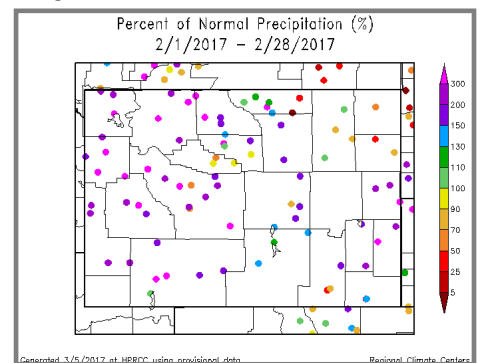 Percent of Normal Precipitation (%)
2/1/2017 – 2/28/2017
300
200
150
130
110
100
90
70
50
25
5
Generated 3/5/2017 at HPRCC using provisional data.
Regional Climate Centers